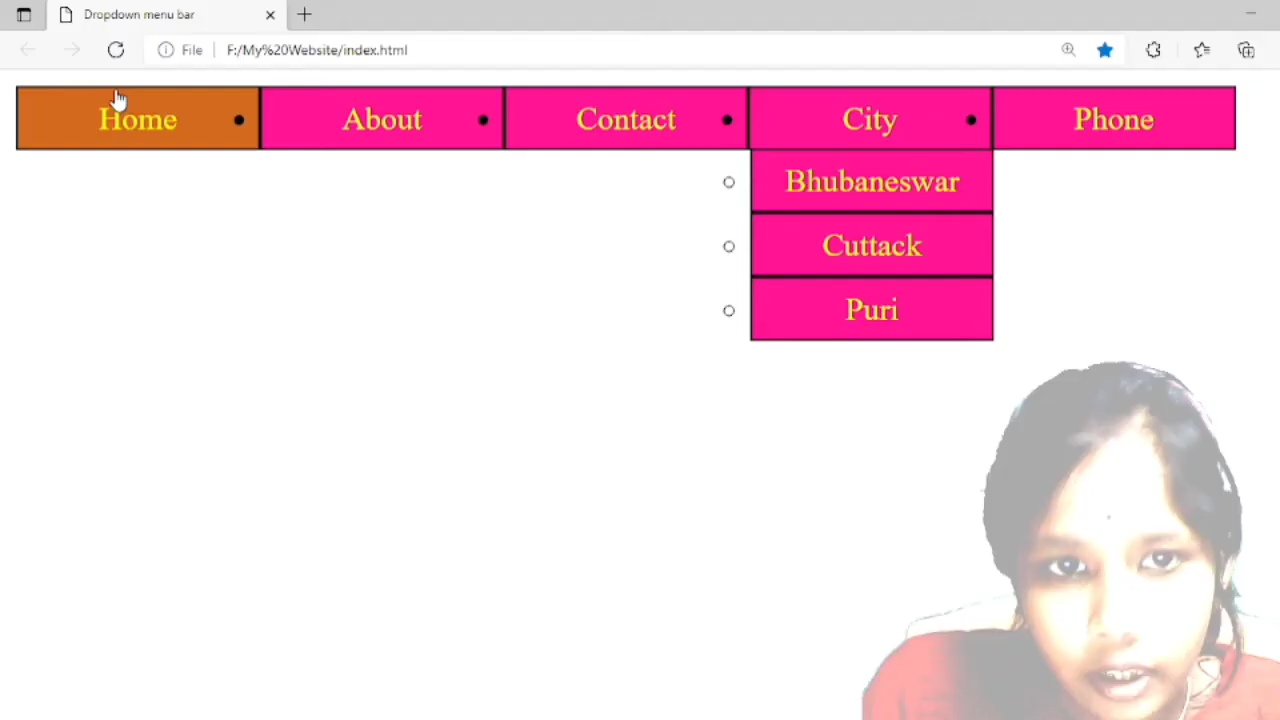 Dropdown menu bar
File F:/My%20Website/index.html
Home About Contact City Phone
Bhubaneswar
Cuttack
Puri